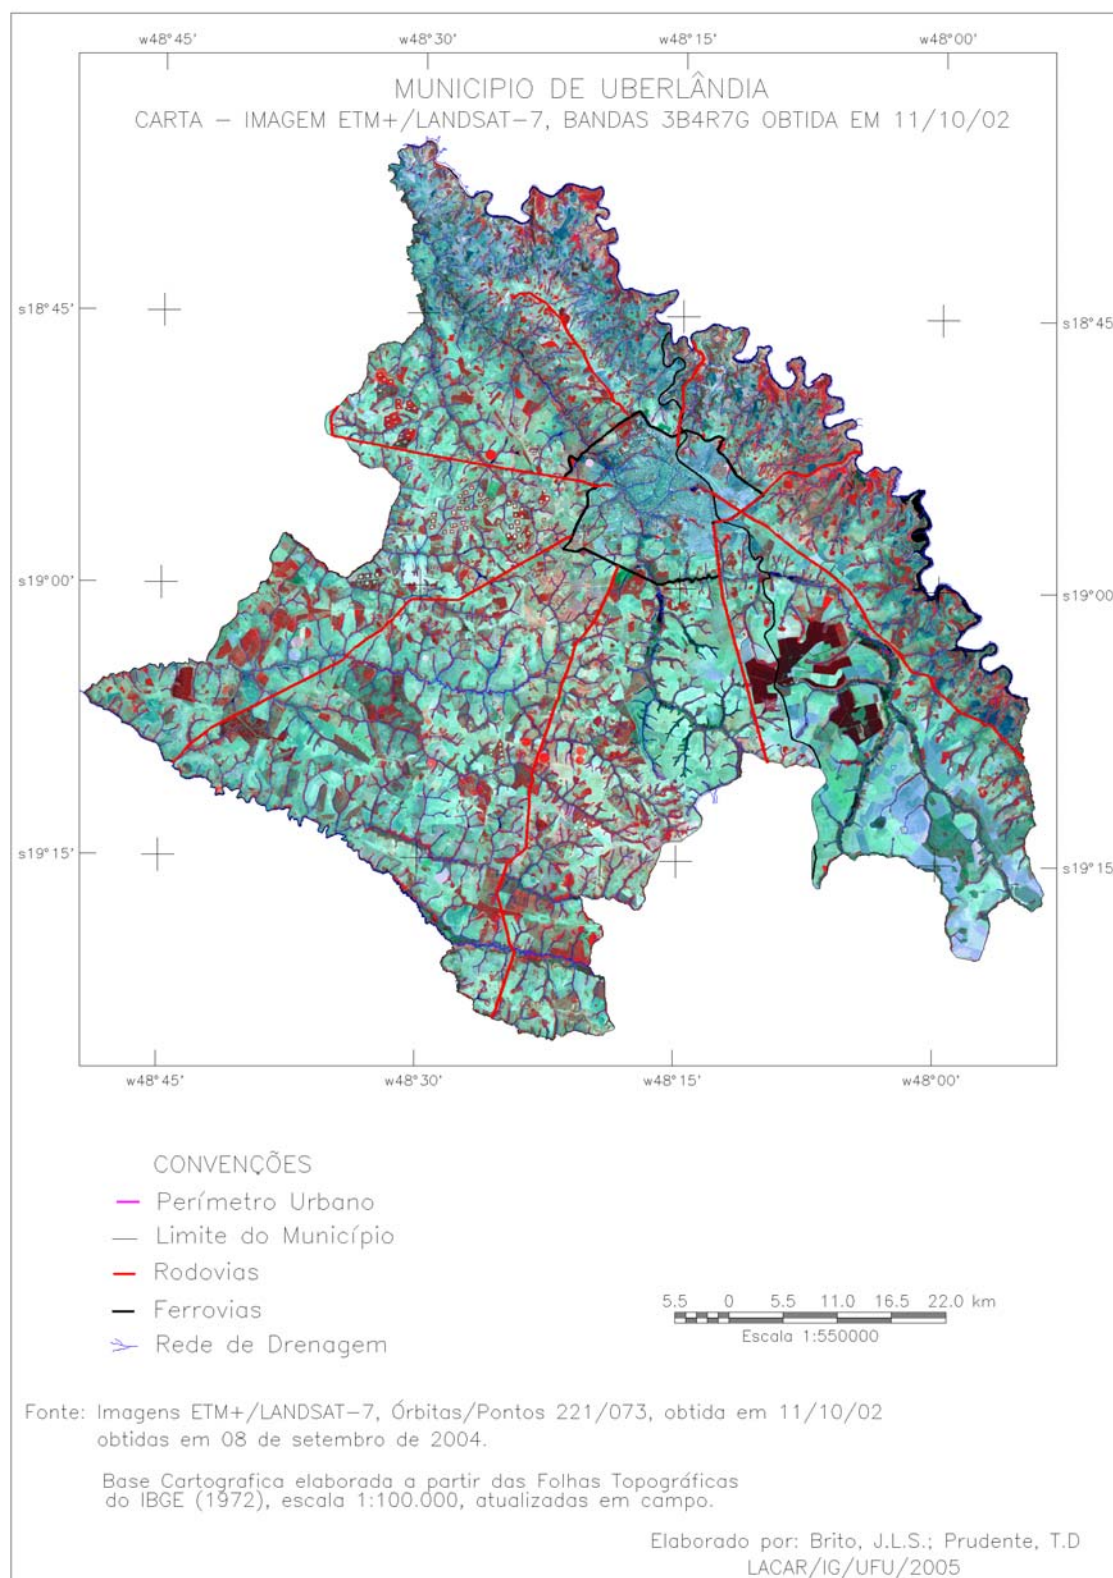 w48°45' w48°30' w48°15' w48°00'
MUNICIPIO DE UBERLÂNDIA
CARTA – IMAGEM ETM+/LANDSAT–7, BANDAS 3B4R7G OBTIDA EM 11/10/02
s18°45' s18°45'
s19°00' s19°00'
s19°15' s19°15'
w48°45' w48°30' w48°15' w48°00'
CONVENÇÕES
Perímetro Urbano
Limite do Município
Rodovias
Ferrovias
Rede de Drenagem
5.5 0 5.5 11.0 16.5 22.0 km
Escala 1:550000
Fonte: Imagens ETM+/LANDSAT–7, Órbitas/Pontos 221/073, obtida em 11/10/02
obtidas em 08 de setembro de 2004.
Base Cartografica elaborada a partir das Folhas Topográficas
do IBGE (1972), escala 1:100.000, atualizadas em campo.
Elaborado por: Brito, J.L.S.; Prudente, T.D
LACAR/IG/UFU/2005